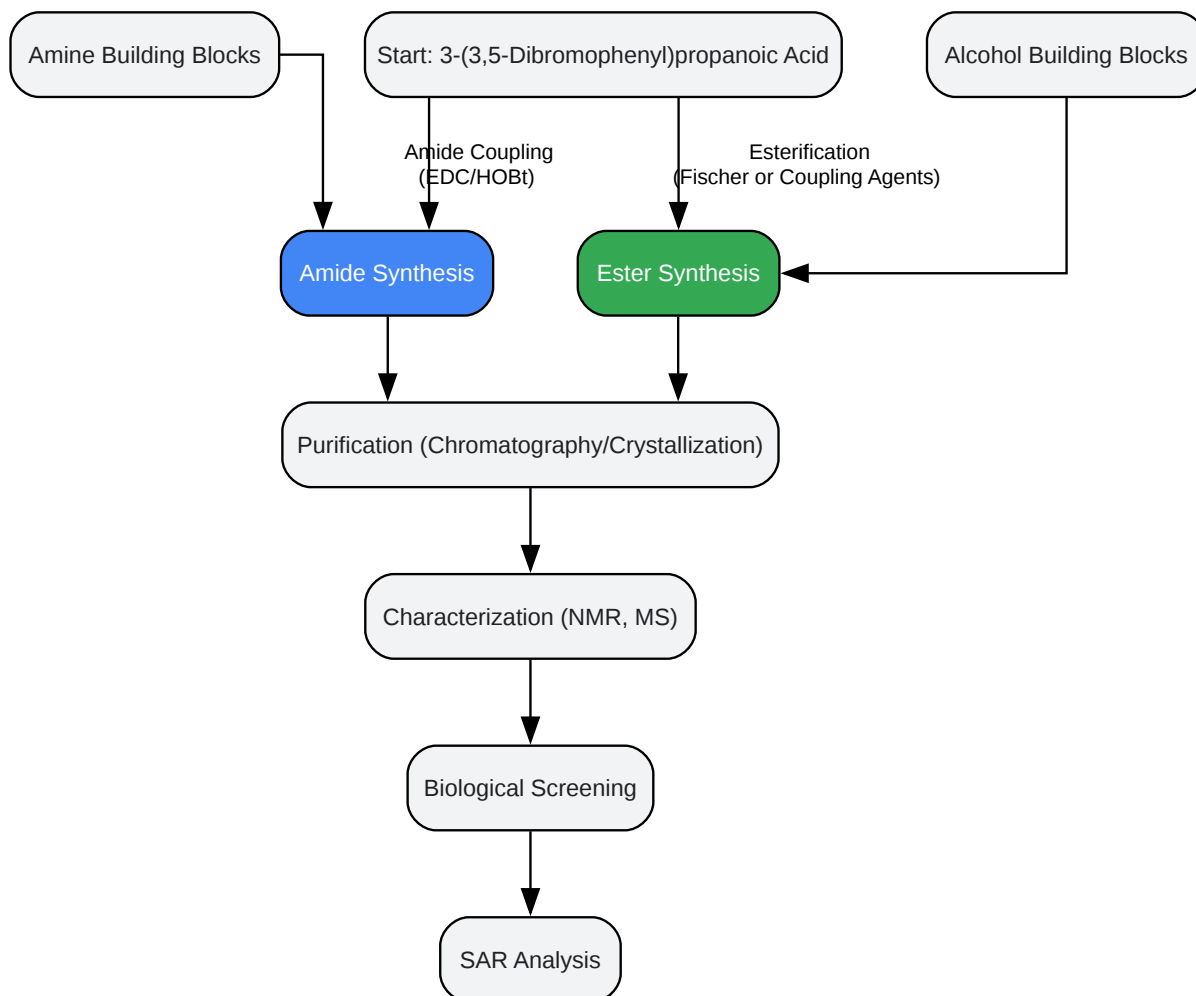 Amine Building Blocks
Start: 3-(3,5-Dibromophenyl)propanoic Acid
Alcohol Building Blocks
Amide Coupling
(EDC/HOBt)
Esterification
(Fischer or Coupling Agents)
Amide Synthesis
Ester Synthesis
Purification (Chromatography/Crystallization)
Characterization (NMR, MS)
Biological Screening
SAR Analysis